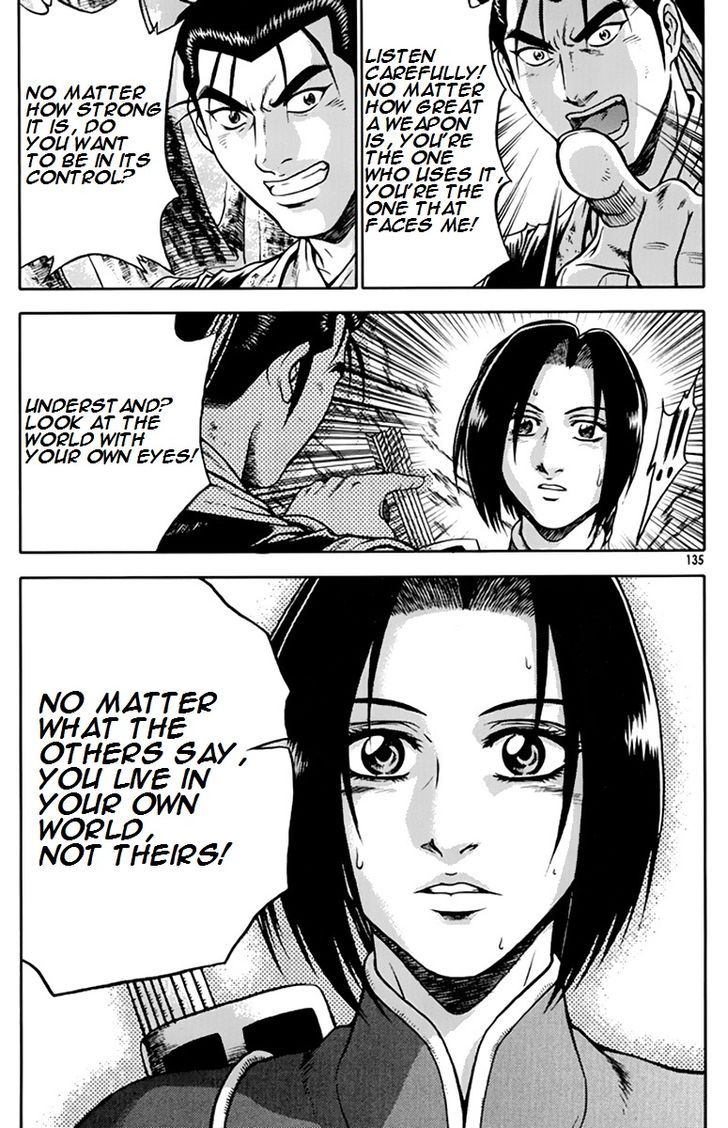 LISTEN
CAREFULLY!
NO MATTER
HOW GREAT
A WEAPON
IS, YOU'RE
THE ONE
WHO USES IT,
YOU'RE THE
ONE THAT
FACES ME!
NO MATTER
HOW STRONG
IT IS, DO
YOU WANT
TO BE IN ITS
CONTROL?
UNDERSTAND?
LOOK AT THE
WORLD WITH
YOUR OWN EYES!
!!
135
NO MATTER
WHAT THE
OTHERS SAY,
YOU LIVE IN
YOUR OWN
WORLD,
NOT THEIRS!